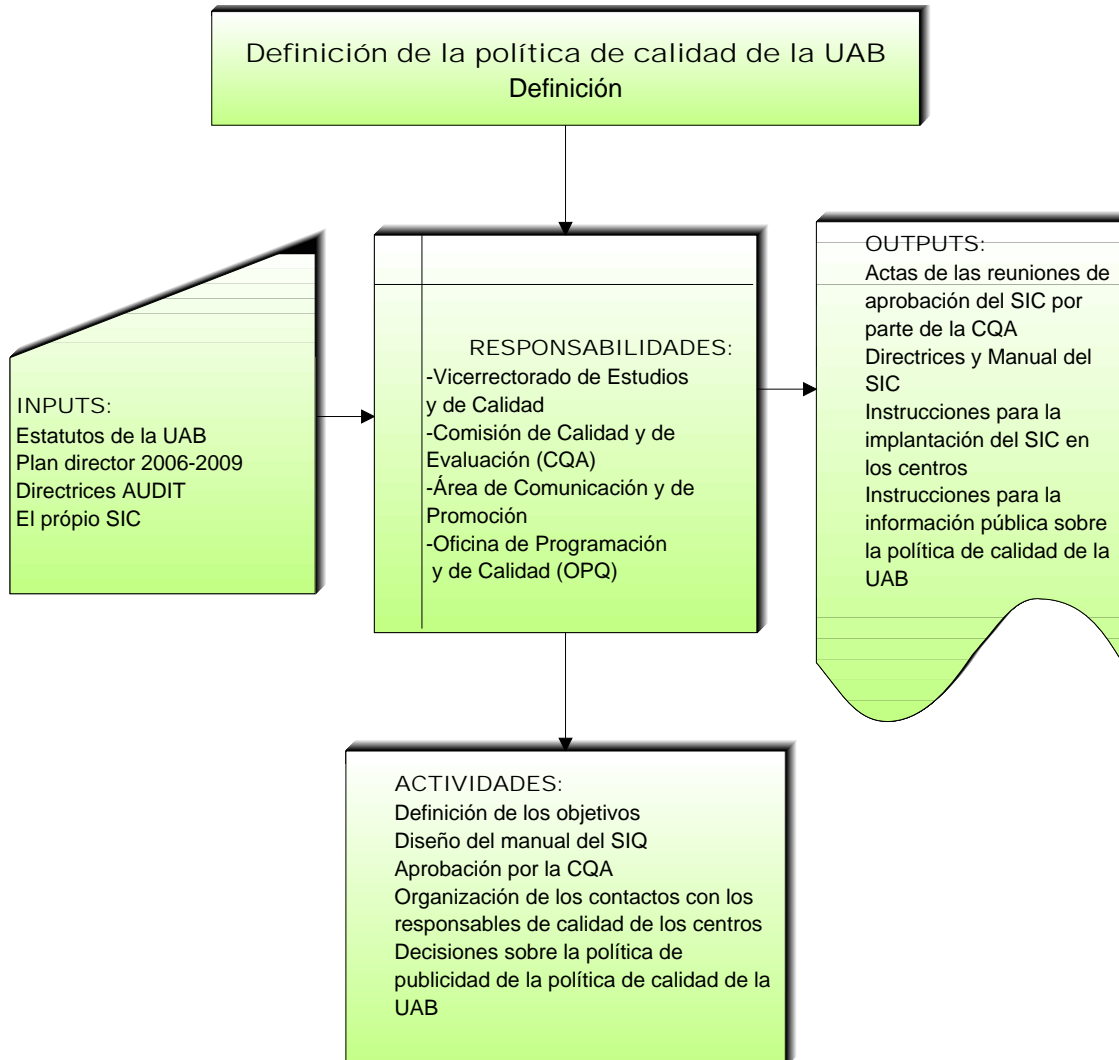 Definición de la política de calidad de la UAB
Definición
INPUTS:
Estatutos de la UAB
Plan director 2006-2009
Directrices AUDIT
El própio SIC
RESPONSABILIDADES:
-Vicerrectorado de Estudios
y de Calidad
-Comisión de Calidad y de
Evaluación (CQA)
-Área de Comunicación y de
Promoción
-Oficina de Programación
y de Calidad (OPQ)
OUTPUTS:
Actas de las reuniones de
aprobación del SIC por
parte de la CQA
Directrices y Manual del
SIC
Instrucciones para la
implantación del SIC en
los centros
Instrucciones para la
información pública sobre
la política de calidad de la
UAB
ACTIVIDADES:
Definición de los objetivos
Diseño del manual del SIQ
Aprobación por la CQA
Organización de los contactos con los
responsables de calidad de los centros
Decisiones sobre la política de
publicidad de la política de calidad de la
UAB